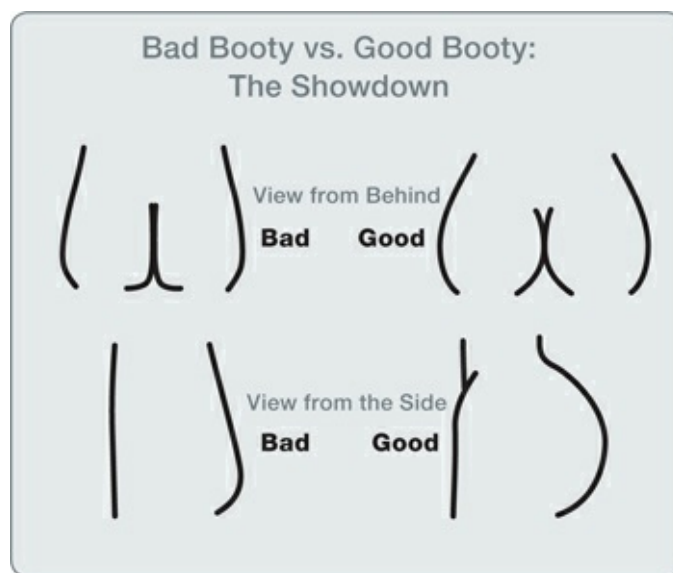 Bad Booty vs. Good Booty:
The Showdown
View from Behind
Bad Good
View from the Side
Bad Good